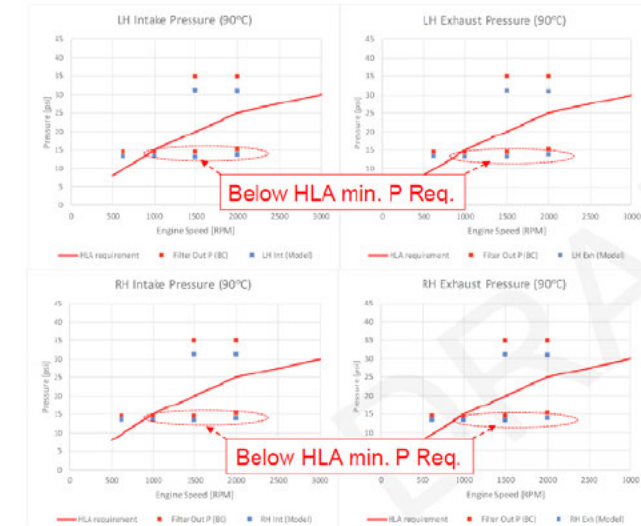 LH Intake Pressure (90°C)
Pressure [psi]
45
40
35
30
25
20
15
10
5
0
0 500 1000 1500 2000 2500 3000
Engine Speed [RPM]
HLA requirement Filter Out P (BC) LH Int (Model)
LH Exhaust Pressure (90°C)
45
40
35
30
25
20
15
10
5
0
0 500 1000 1500 2000 2500 3000
Engine Speed [RPM]
HLA requirement Filter Out P (BC) LH Exh (Model)
Below HLA min. P Req.
RH Intake Pressure (90°C)
Pressure [psi]
45
40
35
30
25
20
15
10
5
0
0 500 1000 1500 2000 2500 3000
Engine Speed [RPM]
HLA requirement Filter Out P (BC) RH Int (Model)
RH Exhaust Pressure (90°C)
45
40
35
30
25
20
15
10
5
0
0 500 1000 1500 2000 2500 3000
Engine Speed [RPM]
HLA requirement Filter Out P (BC) RH Exh (Model)
Below HLA min. P Req.
DRA